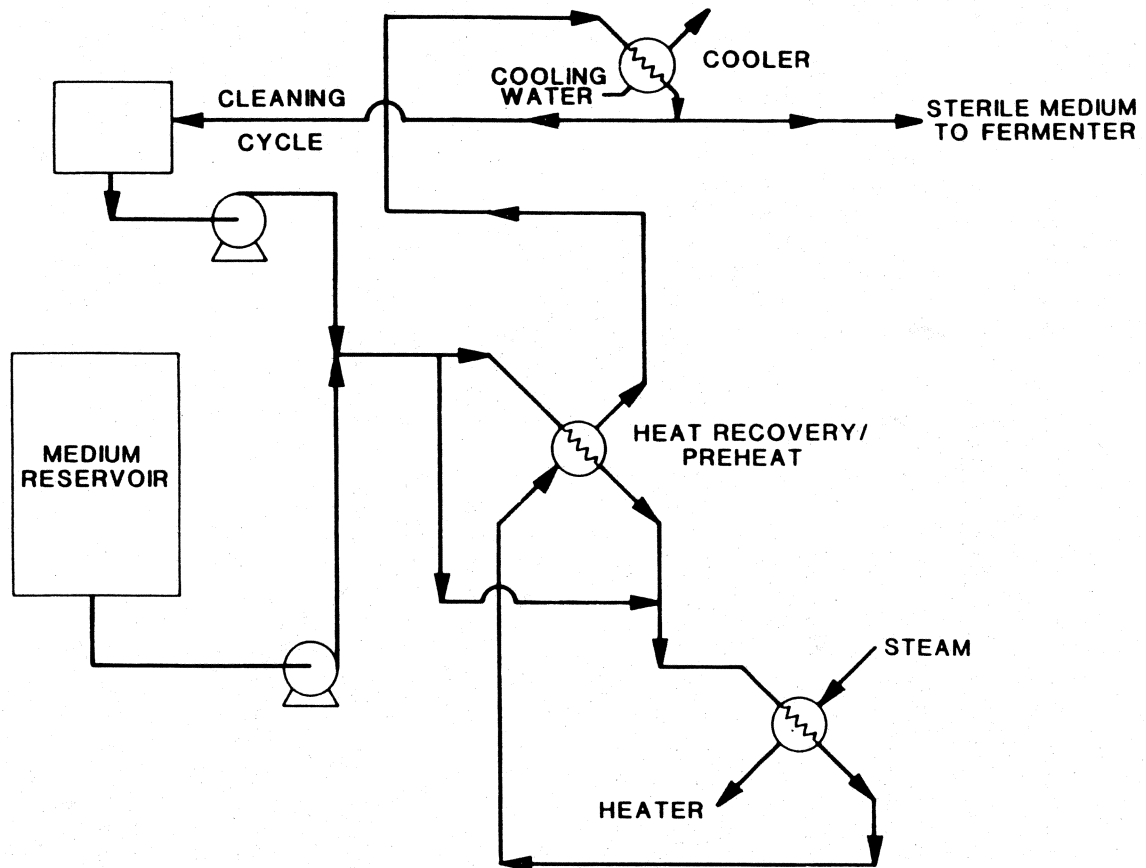 COOLER
COOLING
WATER
CLEANING
CYCLE
STERILE MEDIUM
TO FERMENTER
MEDIUM
RESERVOIR
HEAT RECOVERY/
PREHEAT
STEAM
HEATER